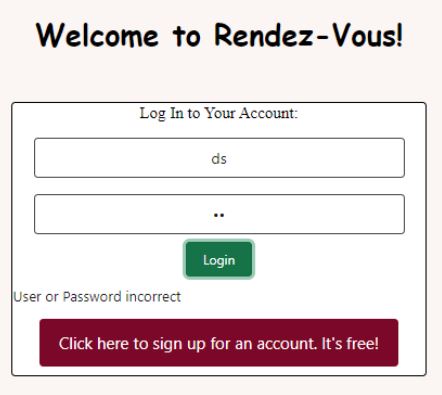 Welcome to Rendez-Vous!
Log In to Your Account:
ds
••
Login
User or Password incorrect
Click here to sign up for an account. It's free!